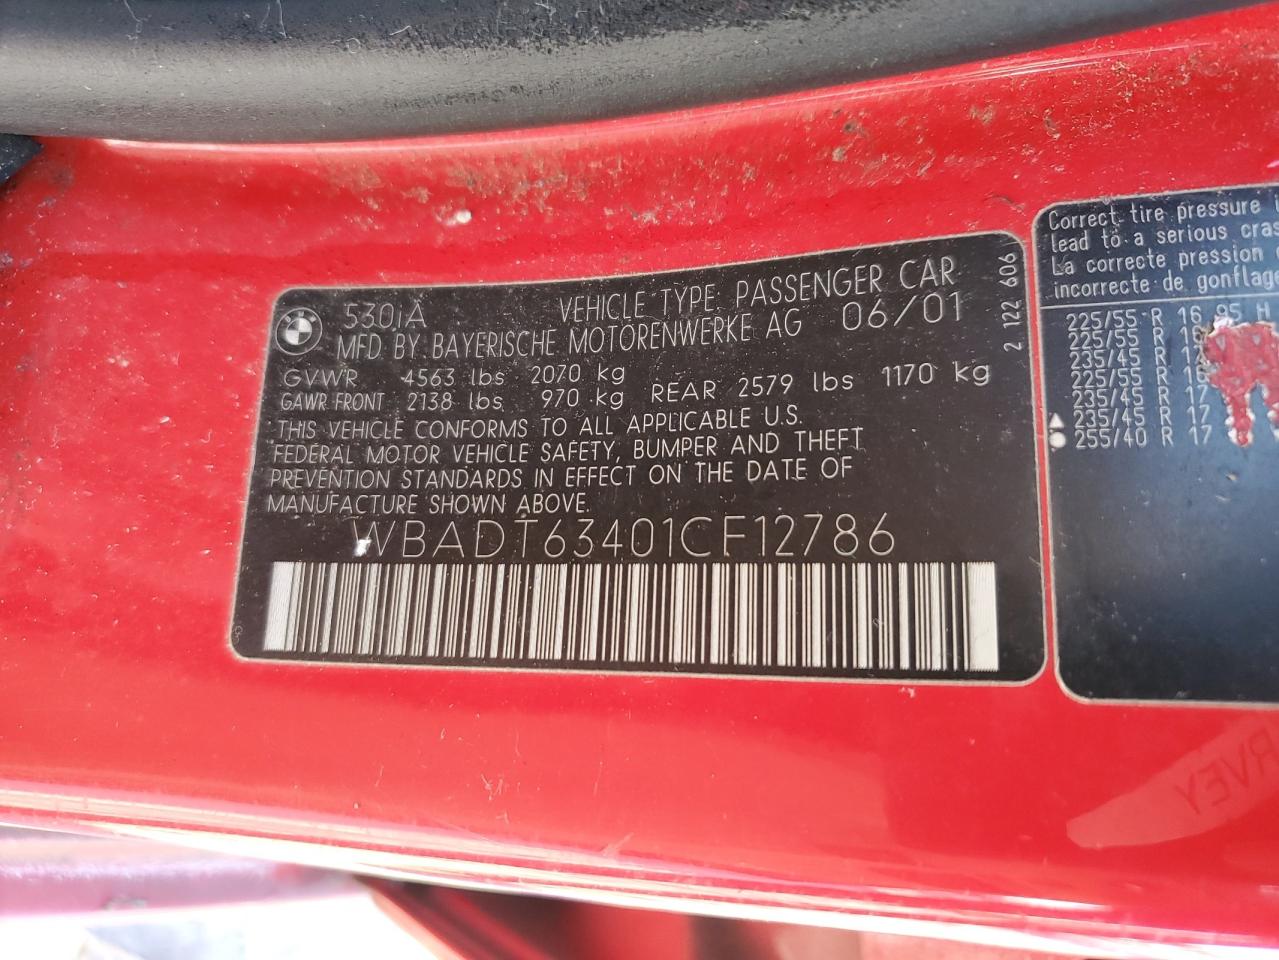 530iA VEHICLE TYPE PASSENGER CAR
MFD BY BAYERISCHE MOTORENWERKE AG 06/01
GVWR 4563 lbs 2070 kg
GAWR FRONT 2138 lbs 970 kg REAR 2579 lbs 1170 kg
THIS VEHICLE CONFORMS TO ALL APPLICABLE U.S.
FEDERAL MOTOR VEHICLE SAFETY, BUMPER AND THEFT
PREVENTION STANDARDS IN EFFECT ON THE DATE OF
MANUFACTURE SHOWN ABOVE.
WBADT63401CF12786
2 122 606
Correct tire pressure
lead to a serious
La correcte pression
incorrecte de
225/55 R 16 95 H
225/55 R
235/45 R
225/55 R
235/45 R 17
235/45 R 17
255/40 R 17